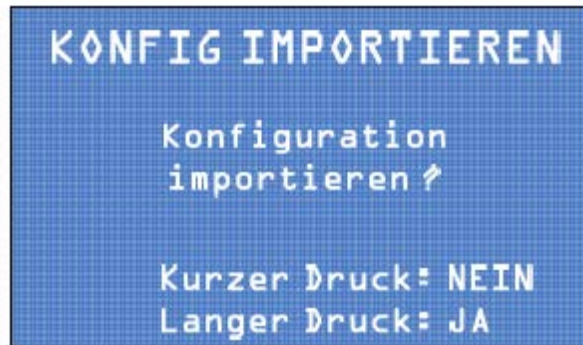 KONFIG IMPORTIEREN
Konfiguration
importieren?
Kurzer Druck: NEIN
Langer Druck: JA